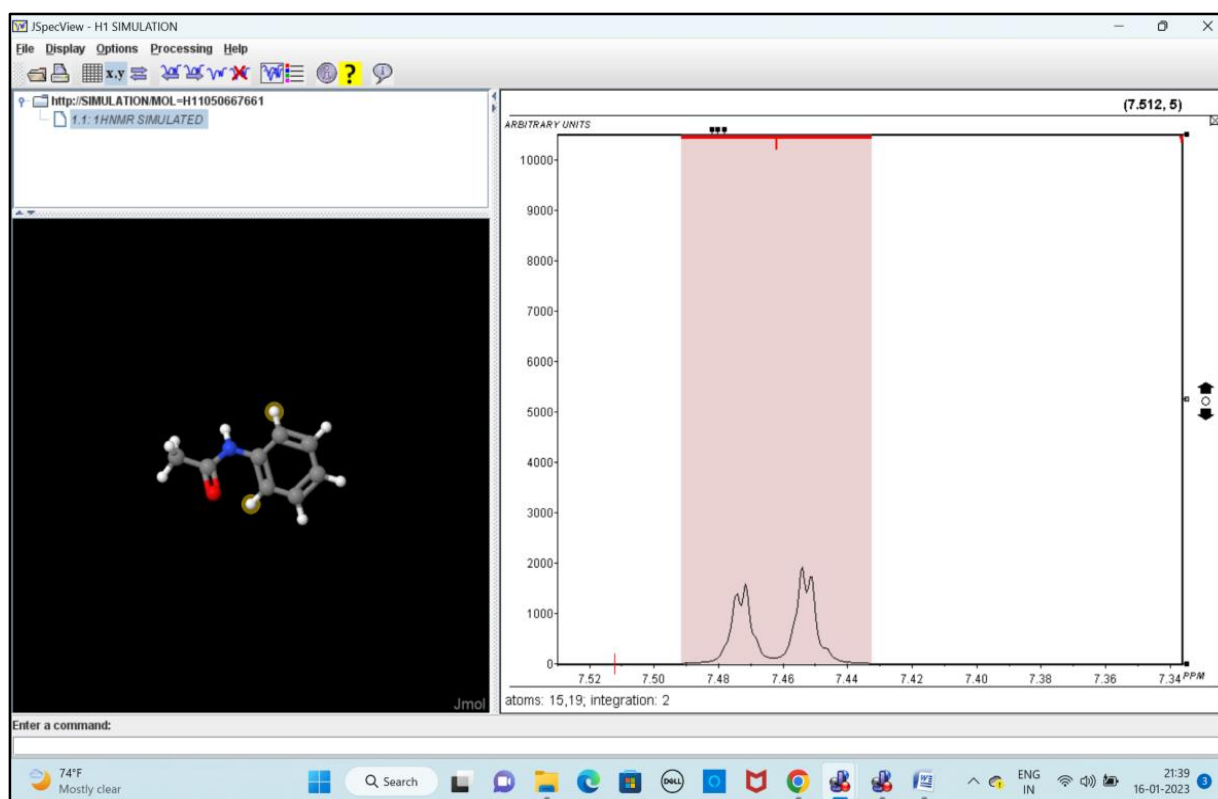 JSpecView - H1 SIMULATION
File Display Options Processing Help
x,y ?
http://SIMULATION/MOL=H11050667661
1.1: 1HNMR SIMULATED
(7.512, 5)
ARBITRARY UNITS
10000
9000
8000
7000
6000
5000
4000
3000
2000
1000
0
7.52 7.50 7.48 7.46 7.44 7.42 7.40 7.38 7.36 7.34 PPM
Jmol
atoms: 15,19; integration: 2
Enter a command:
74°F
Mostly clear
Search
DELL
ENG
IN
21:39
16-01-2023
3